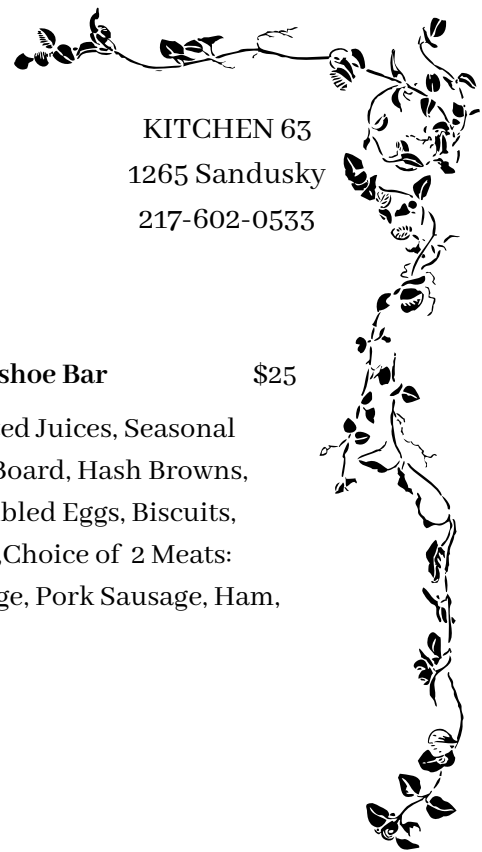 KITCHEN 63
1265 Sandusky
217-602-0533
shoe Bar $25
ed Juices, Seasonal
Board, Hash Browns,
bled Eggs, Biscuits,
,Choice of 2 Meats:
ge, Pork Sausage, Ham,